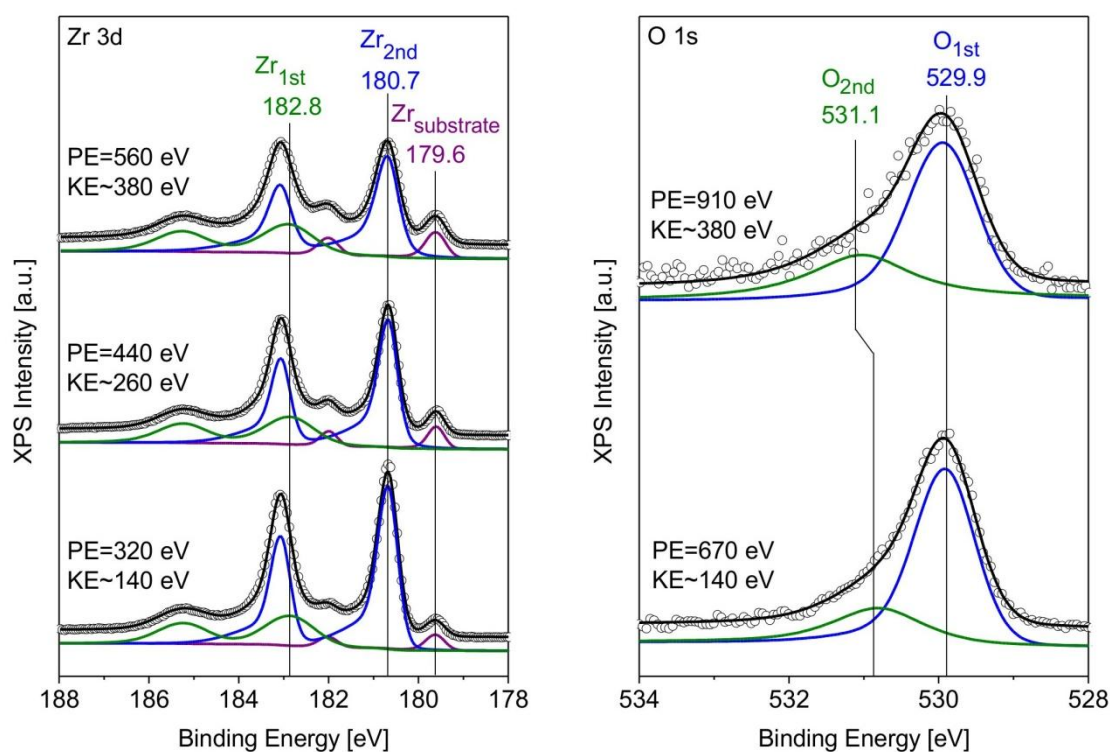 Zr 3d
Zr1st
182.8
Zr2nd
180.7
Zrsubstrate
179.6
PE=560 eV
KE~380 eV
PE=440 eV
KE~260 eV
PE=320 eV
KE~140 eV
XPS Intensity [a.u.]
188 186 184 182 180 178
Binding Energy [eV]
O 1s
O1st
529.9
O2nd
531.1
PE=910 eV
KE~380 eV
PE=670 eV
KE~140 eV
XPS Intensity [a.u.]
534 532 530 528
Binding Energy [eV]